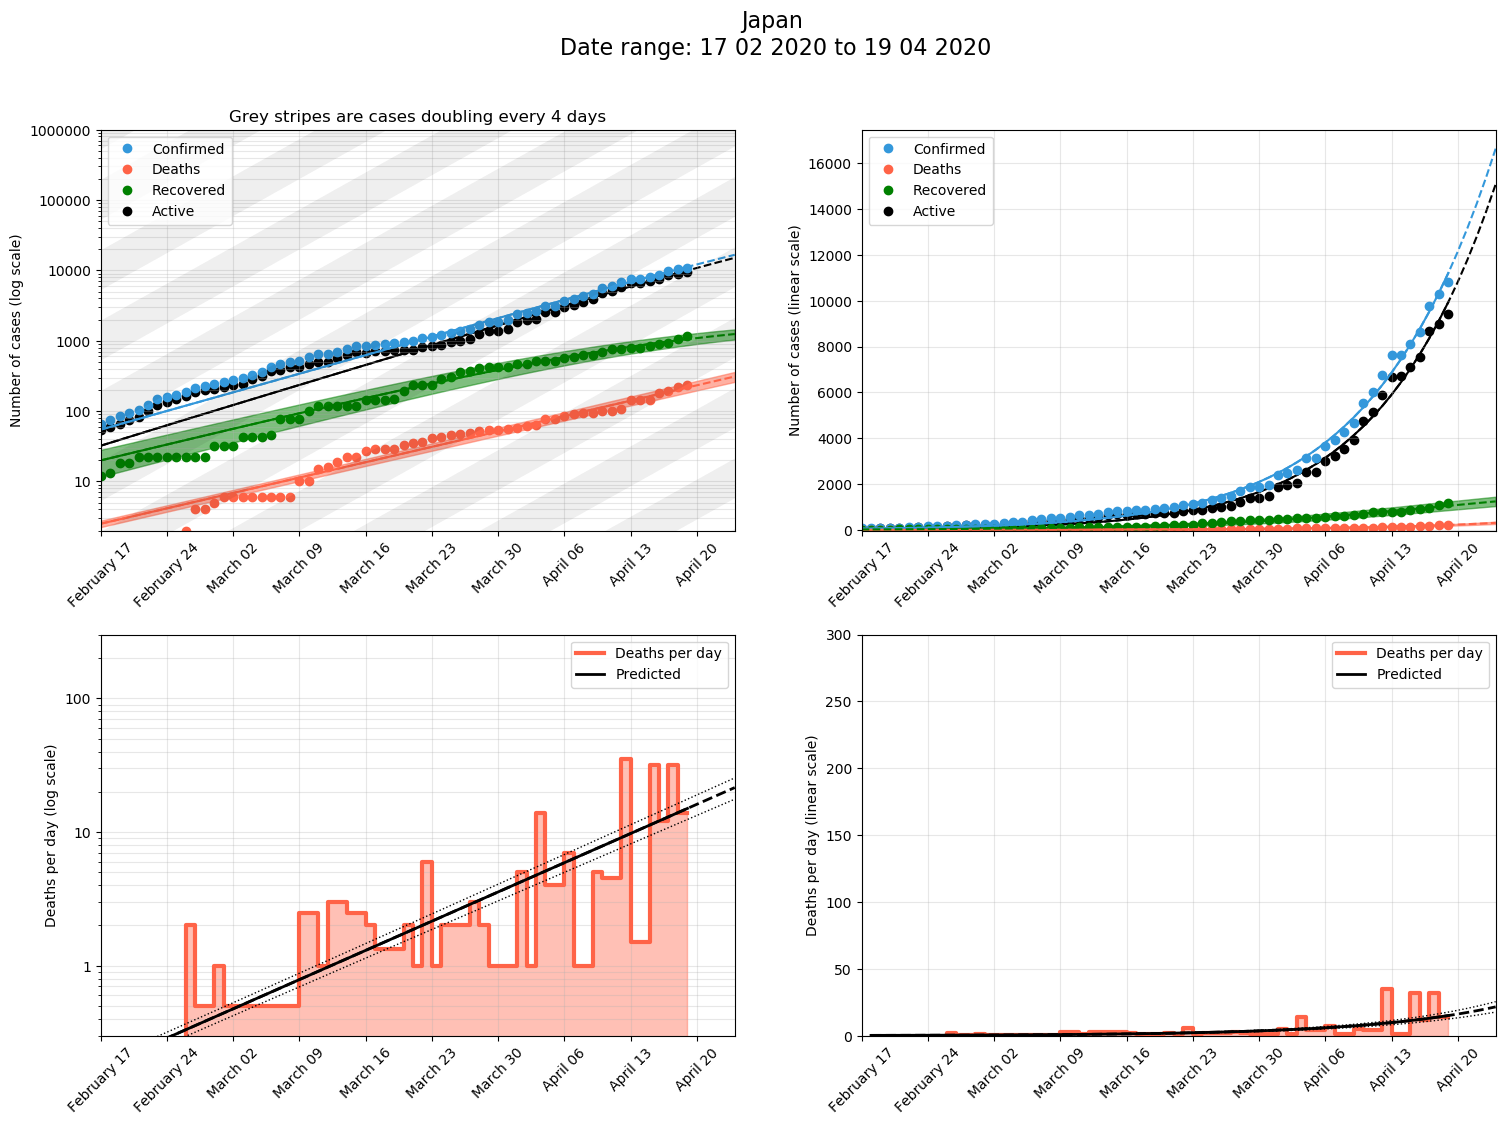 Japan
Date range: 17 02 2020 to 19 04 2020
Grey stripes are cases doubling every 4 days
Number of cases (log scale)
1000000
100000
10000
1000
100
10
Confirmed
Deaths
Recovered
Active
February 17
February 24
March 02
March 09
March 16
March 23
March 30
April 06
April 13
April 20
Number of cases (linear scale)
16000
14000
12000
10000
8000
6000
4000
2000
0
Confirmed
Deaths
Recovered
Active
February 17
February 24
March 02
March 09
March 16
March 23
March 30
April 06
April 13
April 20
Deaths per day (log scale)
100
10
1
Deaths per day
Predicted
February 17
February 24
March 02
March 09
March 16
March 23
March 30
April 06
April 13
April 20
Deaths per day (linear scale)
300
250
200
150
100
50
0
Deaths per day
Predicted
February 17
February 24
March 02
March 09
March 16
March 23
March 30
April 06
April 13
April 20